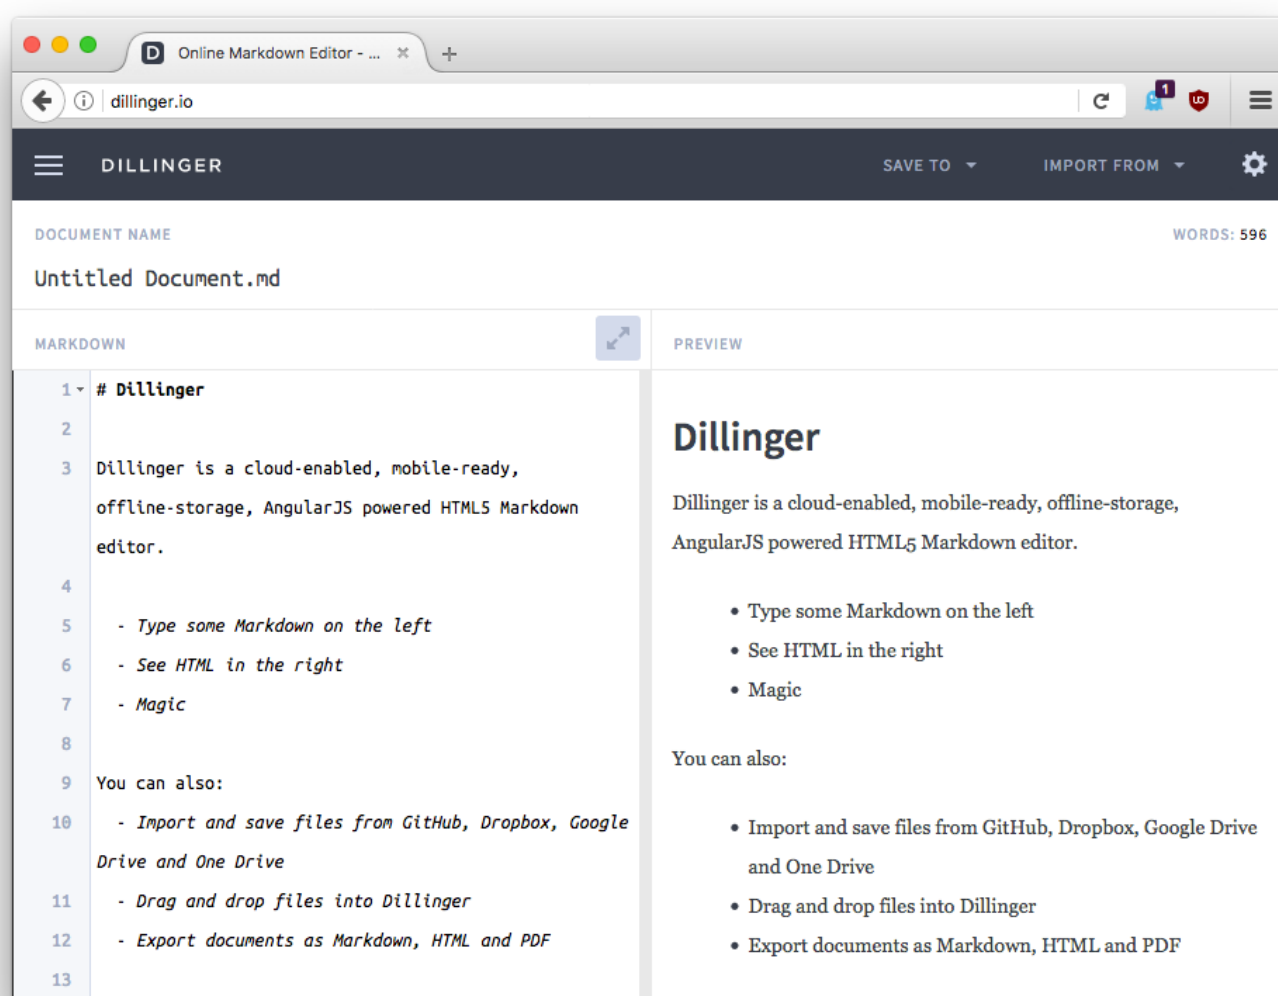 Online Markdown Editor - ...
dillinger.io
1
DILLINGER
SAVE TO
IMPORT FROM
DOCUMENT NAME
WORDS: 596
Untitled Document.md
MARKDOWN
1 # Dillinger
2
3 Dillinger is a cloud-enabled, mobile-ready,
offline-storage, AngularJS powered HTML5 Markdown
editor.
4
5 - Type some Markdown on the left
6 - See HTML in the right
7 - Magic
8
9 You can also:
10 - Import and save files from GitHub, Dropbox, Google
Drive and One Drive
11 - Drag and drop files into Dillinger
12 - Export documents as Markdown, HTML and PDF
13
PREVIEW
Dillinger
Dillinger is a cloud-enabled, mobile-ready, offline-storage,
AngularJS powered HTML5 Markdown editor.
• Type some Markdown on the left
• See HTML in the right
• Magic
You can also:
• Import and save files from GitHub, Dropbox, Google Drive
and One Drive
• Drag and drop files into Dillinger
• Export documents as Markdown, HTML and PDF